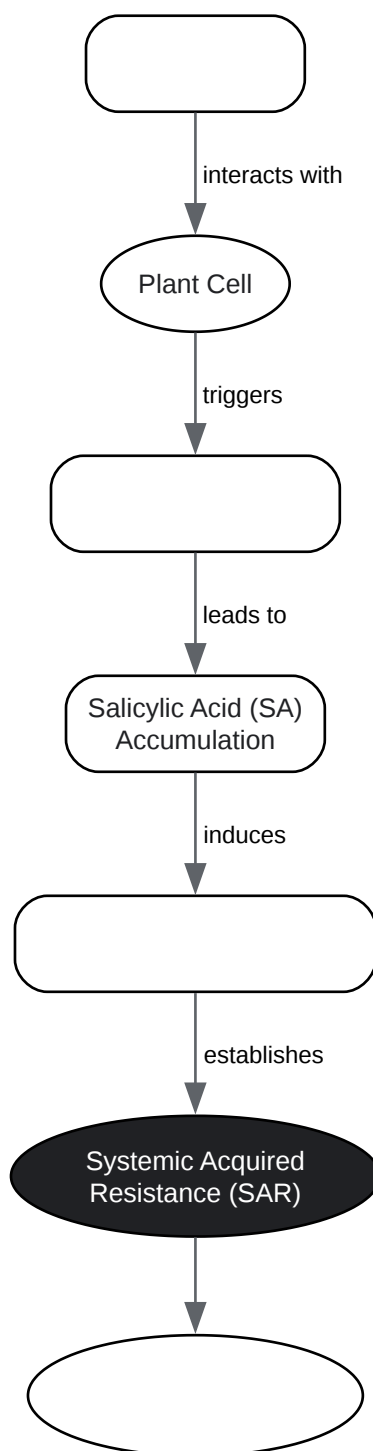 interacts with
Plant Cell
triggers
leads to
Salicylic Acid (SA)
Accumulation
induces
establishes
Systemic Acquired
Resistance (SAR)